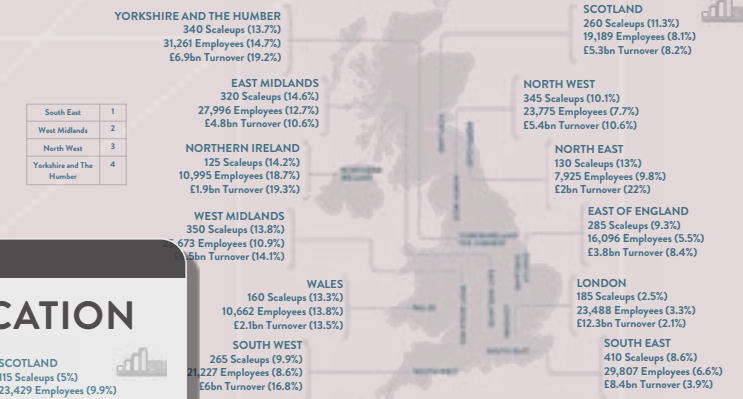 YORKSHIRE AND THE HUMBER
340 Scaleups (13.7%)
31,261 Employees (14.7%)
£6.9bn Turnover (19.2%)
SCOTLAND
260 Scaleups (11.3%)
19,189 Employees (8.1%)
£5.3bn Turnover (8.2%)
EAST MIDLANDS
320 Scaleups (14.6%)
27,996 Employees (12.7%)
£4.8bn Turnover (10.6%)
NORTH WEST
345 Scaleups (10.1%)
23,775 Employees (7.7%)
£5.4bn Turnover (10.6%)
South East 1
West Midlands 2
North West 3
Yorkshire and The Humber 4
NORTHERN IRELAND
125 Scaleups (14.2%)
10,995 Employees (18.7%)
£1.9bn Turnover (19.3%)
NORTH EAST
130 Scaleups (13%)
7,925 Employees (9.8%)
£2bn Turnover (22%)
WEST MIDLANDS
350 Scaleups (13.8%)
673 Employees (10.9%)
5bn Turnover (14.1%)
EAST OF ENGLAND
285 Scaleups (9.3%)
16,096 Employees (5.5%)
£3.8bn Turnover (8.4%)
WALES
160 Scaleups (13.3%)
10,662 Employees (13.8%)
£2.1bn Turnover (13.5%)
LONDON
185 Scaleups (2.5%)
23,488 Employees (3.3%)
£12.3bn Turnover (2.1%)
SOUTH WEST
265 Scaleups (9.9%)
21,227 Employees (8.6%)
£6bn Turnover (16.8%)
SOUTH EAST
410 Scaleups (8.6%)
29,807 Employees (6.6%)
£8.4bn Turnover (3.9%)
CATION
SCOTLAND
115 Scaleups (5%)
23,429 Employees (9.9%)